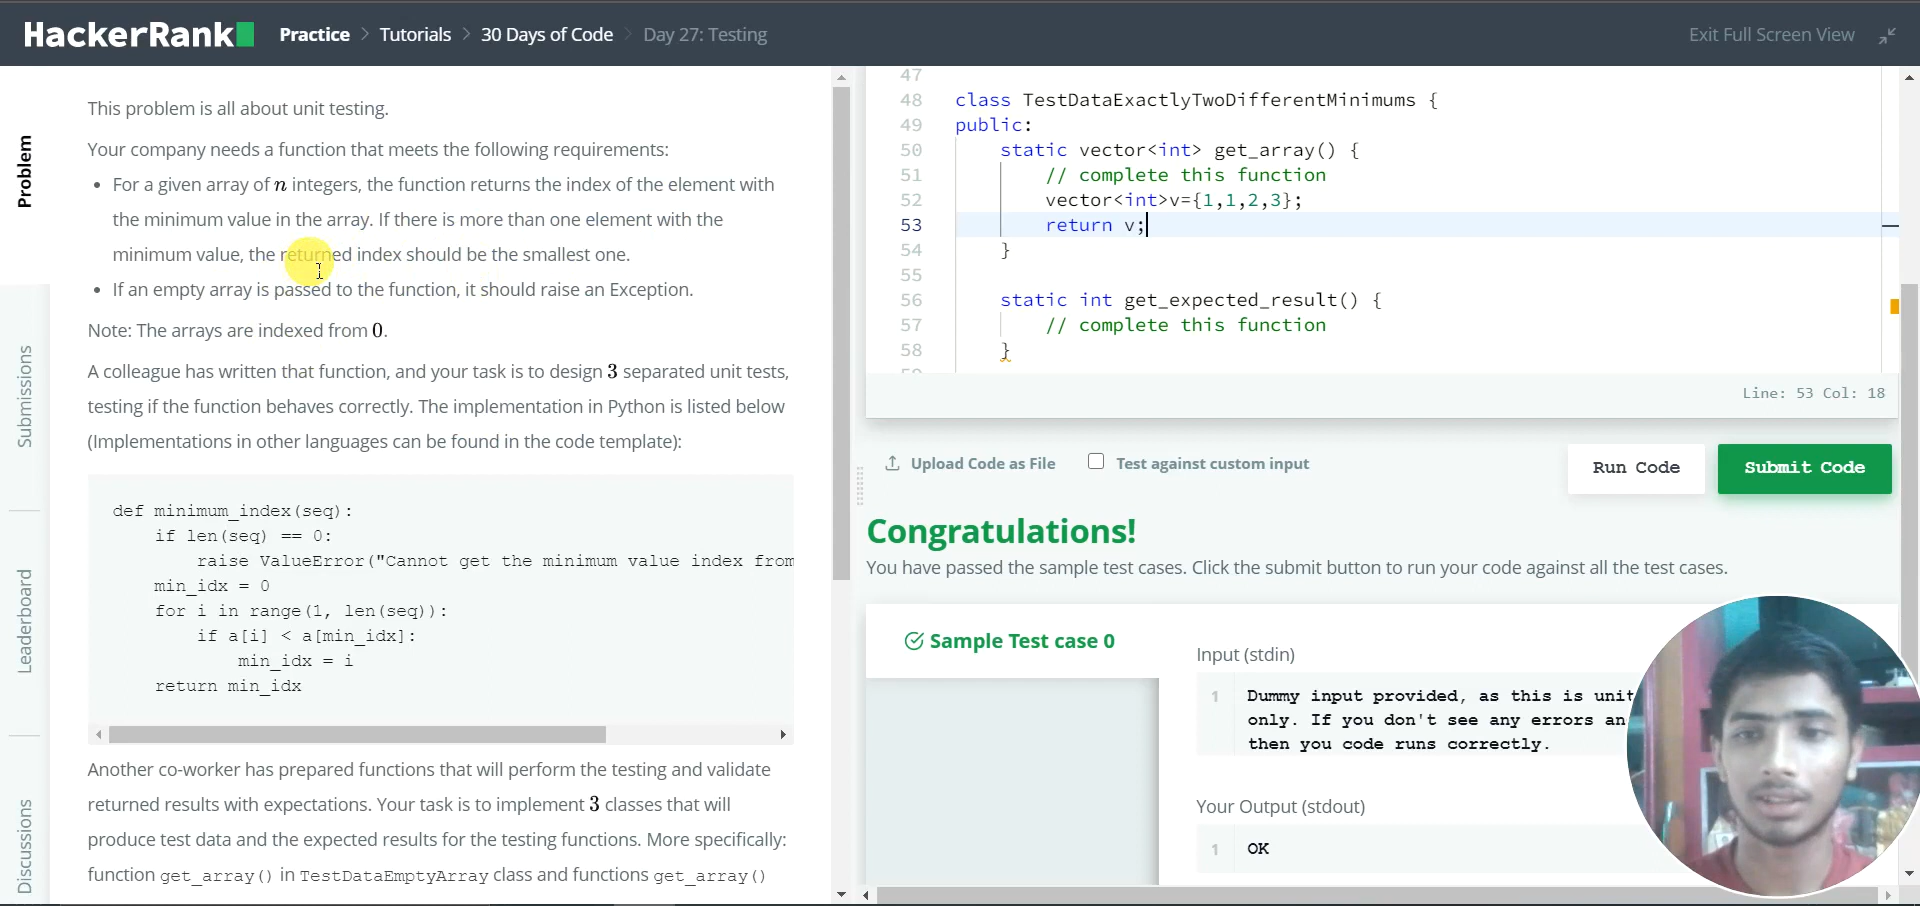 HackerRank Practice > Tutorials > 30 Days of Code > Day 27: Testing Exit Full Screen View
Problem
Submissions
Leaderboard
Discussions
This problem is all about unit testing.
Your company needs a function that meets the following requirements:
• For a given array of n integers, the function returns the index of the element with
the minimum value in the array. If there is more than one element with the
minimum value, the returned index should be the smallest one.
• If an empty array is passed to the function, it should raise an Exception.
Note: The arrays are indexed from 0.
A colleague has written that function, and your task is to design 3 separated unit tests,
testing if the function behaves correctly. The implementation in Python is listed below
(Implementations in other languages can be found in the code template):
def minimum_index(seq):
    if len(seq) == 0:
        raise ValueError("Cannot get the minimum value index from
    min_idx = 0
    for i in range(1, len(seq)):
        if a[i] < a[min_idx]:
            min_idx = i
    return min_idx
Another co-worker has prepared functions that will perform the testing and validate
returned results with expectations. Your task is to implement 3 classes that will
produce test data and the expected results for the testing functions. More specifically:
function get_array() in TestDataEmptyArray class and functions get_array()
47
48 class TestDataExactlyTwoDifferentMinimums {
49 public:
50     static vector<int> get_array() {
51         // complete this function
52         vector<int>v={1,1,2,3};
53         return v;
54     }
55
56     static int get_expected_result() {
57         // complete this function
58     }
Line: 53 Col: 18
Upload Code as File Test against custom input Run Code Submit Code
Congratulations!
You have passed the sample test cases. Click the submit button to run your code against all the test cases.
Sample Test case 0
Input (stdin)
1 Dummy input provided, as this is unit
only. If you don't see any errors an
then you code runs correctly.
Your Output (stdout)
1 OK